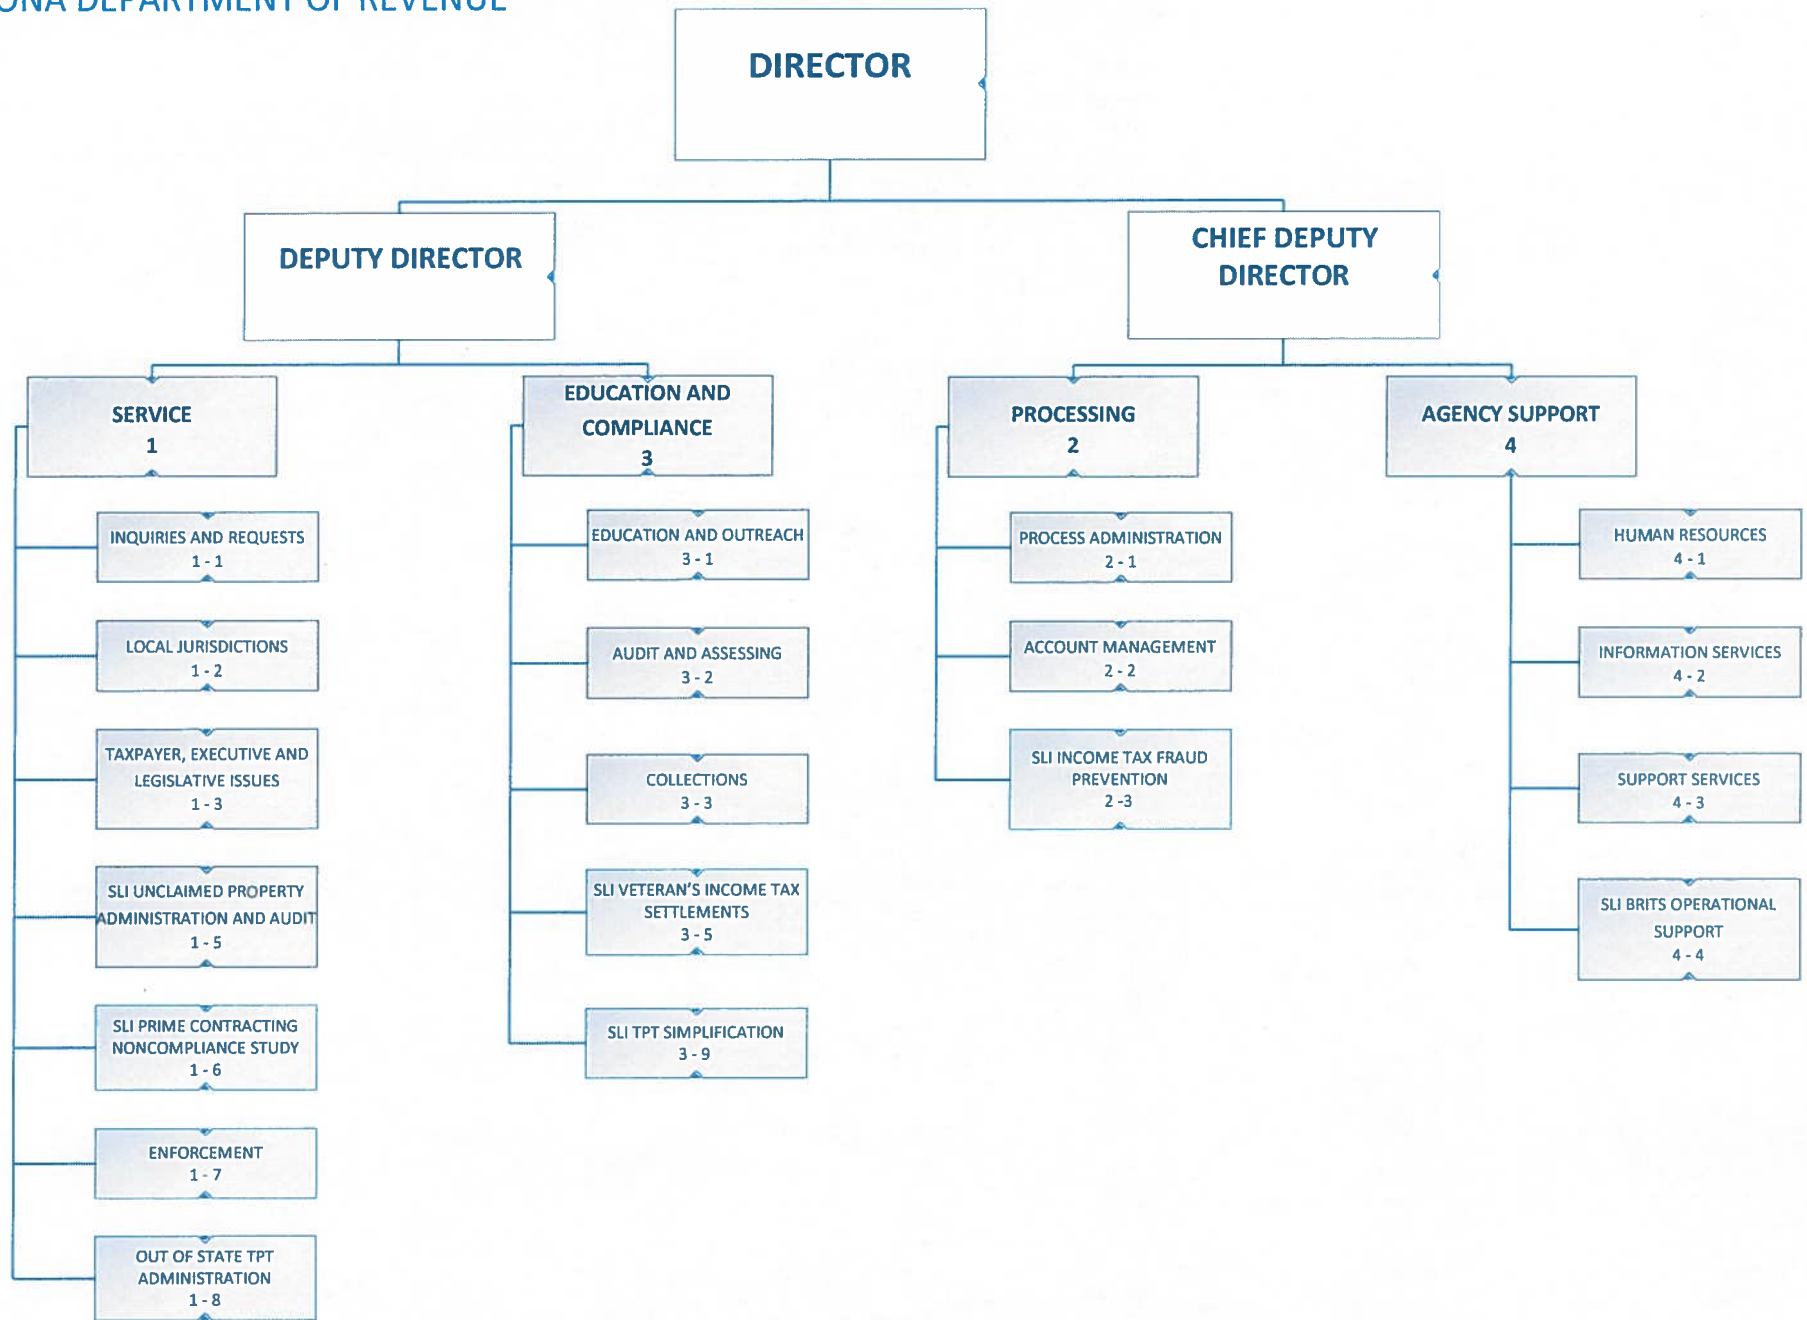 ONA DEPARTMENT OF REVENUE
DIRECTOR
DEPUTY DIRECTOR
CHIEF DEPUTY
DIRECTOR
SERVICE
1
INQUIRIES AND REQUESTS
1 - 1
LOCAL JURISDICTIONS
1 - 2
TAXPAYER, EXECUTIVE AND
LEGISLATIVE ISSUES
1 - 3
SLI UNCLAIMED PROPERTY
ADMINISTRATION AND AUDIT
1 - 5
SLI PRIME CONTRACTING
NONCOMPLIANCE STUDY
1 - 6
ENFORCEMENT
1 - 7
OUT OF STATE TPT
ADMINISTRATION
1 - 8
EDUCATION AND
COMPLIANCE
3
EDUCATION AND OUTREACH
3 - 1
AUDIT AND ASSESSING
3 - 2
COLLECTIONS
3 - 3
SLI VETERAN'S INCOME TAX
SETTLEMENTS
3 - 5
SLI TPT SIMPLIFICATION
3 - 9
PROCESSING
2
PROCESS ADMINISTRATION
2 - 1
ACCOUNT MANAGEMENT
2 - 2
SLI INCOME TAX FRAUD
PREVENTION
2 -3
AGENCY SUPPORT
4
HUMAN RESOURCES
4 - 1
INFORMATION SERVICES
4 - 2
SUPPORT SERVICES
4 - 3
SLI BRITS OPERATIONAL
SUPPORT
4 - 4